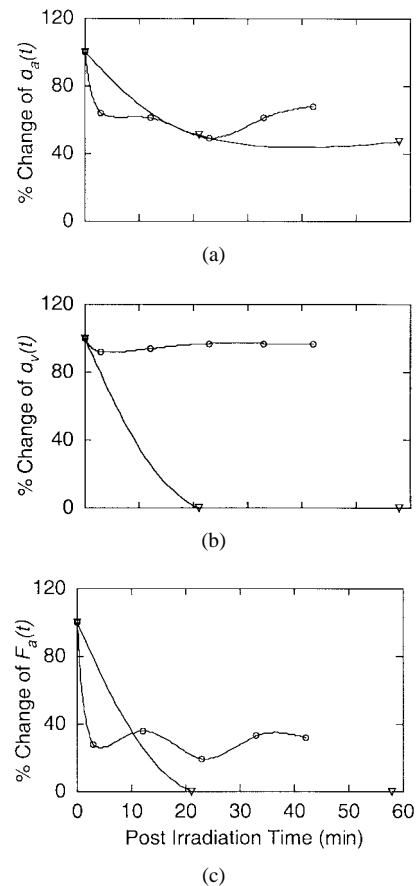 120
80
40
0
% Change of a_a(t)
(a)
120
80
40
0
% Change of a_v(t)
(b)
120
80
40
0
% Change of F_a(t)
0 10 20 30 40 50 60
Post Irradiation Time (min)
(c)